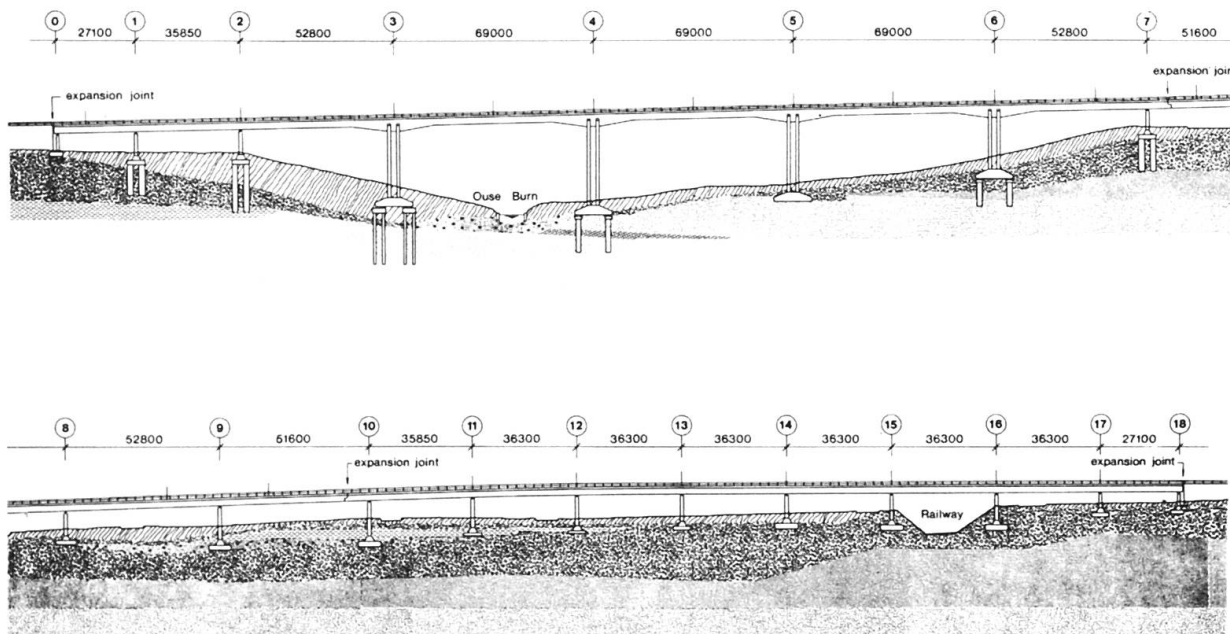 0 1 2 3 4 5 6 7
27100 35850 52800 69000 69000 69000 52800 51600
expansion joint
expansion join
Ouse Burn
8 9 10 11 12 13 14 15 16 17 18
52800 61600 35850 36300 36300 36300 36300 36300 36300 27100
expansion joint
expansion joint
Railway